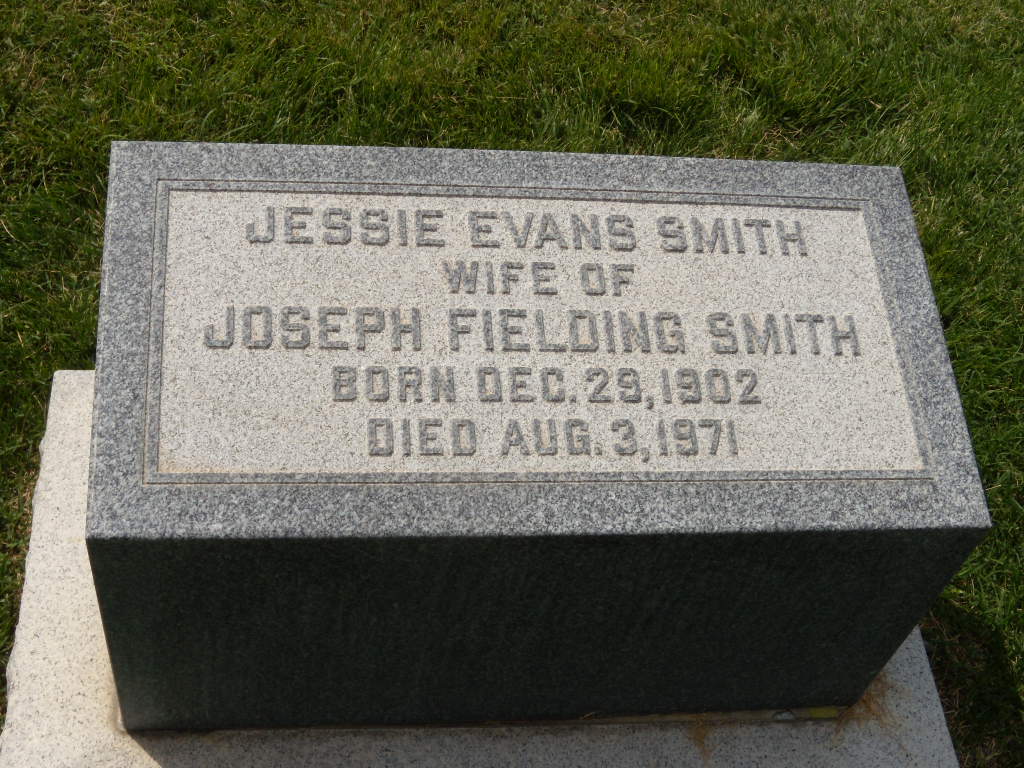 JESSIE EVANS SMITH
WIFE OF
JOSEPH FIELDING SMITH
BORN DEC. 29, 1902
DIED AUG. 3, 1971